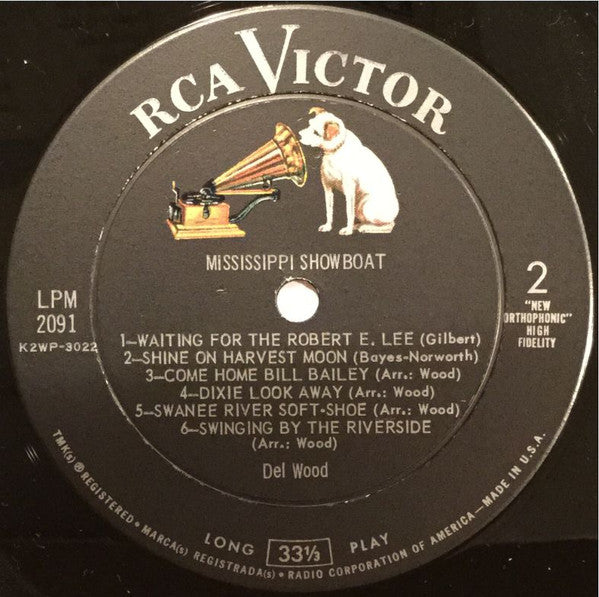 RCA VICTOR
MISSISSIPPI SHOWBOAT
LPM
2091
K2WP-3022
2
"NEW
ORTHOPHONIC"
HIGH
FIDELITY
1—WAITING FOR THE ROBERT E. LEE (Gilbert)
2—SHINE ON HARVEST MOON (Bayes-Norworth)
3—COME HOME BILL BAILEY (Arr.: Wood)
4—DIXIE LOOK AWAY (Arr.: Wood)
5—SWANEE RIVER SOFT-SHOE (Arr.: Wood)
6—SWINGING BY THE RIVERSIDE
(Arr.: Wood)
Del Wood
LONG 33⅓ PLAY
TMK(s) ® REGISTERED • MARCA(s) REGISTRADA(s) • RADIO CORPORATION OF AMERICA—MADE IN U.S.A.